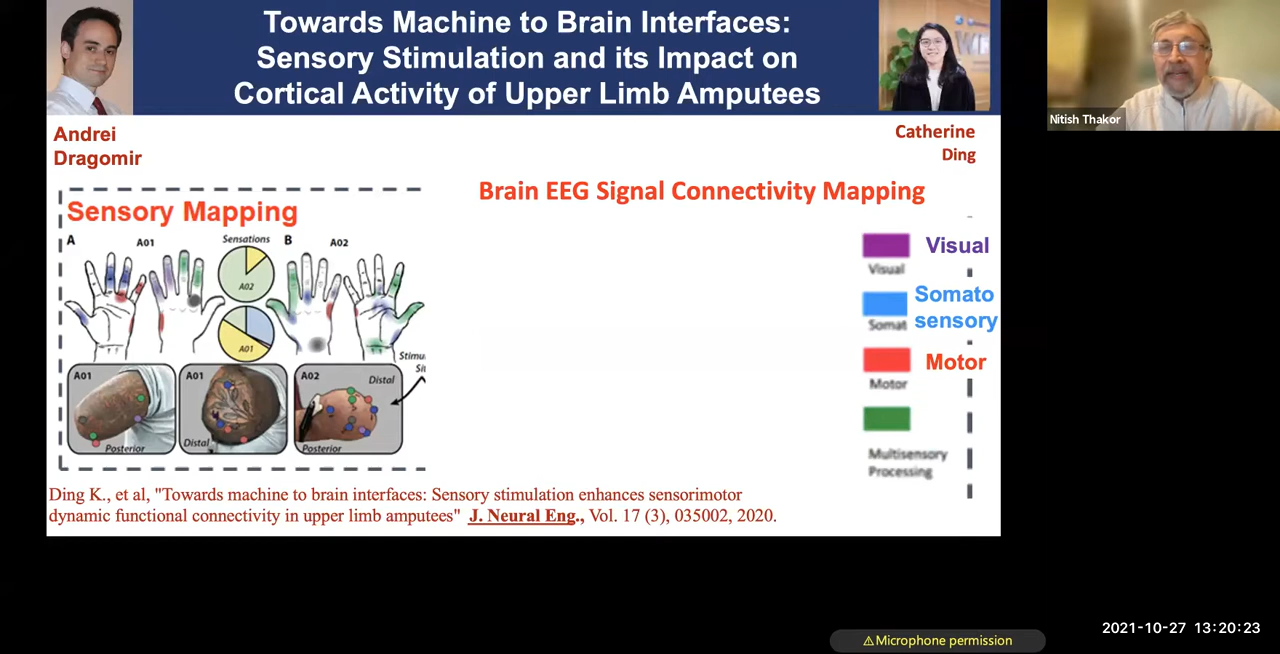 Towards Machine to Brain Interfaces:
Sensory Stimulation and its Impact on
Cortical Activity of Upper Limb Amputees
Nitish Thakor
Andrei
Dragomir
Catherine
Ding
Brain EEG Signal Connectivity Mapping
Sensory Mapping
A
A01
Sensations
B
A02
A02
A01
Visual
Visual
Somato
sensory
Somat
Motor
Motor
Multisensory
Processing
Stimu
Sit
A01
Posterior
A01
Distal
A02
Distal
Posterior
Ding K., et al, "Towards machine to brain interfaces: Sensory stimulation enhances sensorimotor
dynamic functional connectivity in upper limb amputees" J. Neural Eng., Vol. 17 (3), 035002, 2020.
2021-10-27 13:20:23
⚠Microphone permission